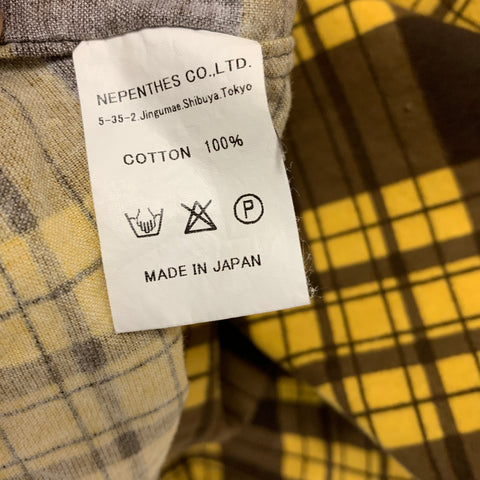 NEPENTHES CO.,LTD.
5-35-2.Jingumae.Shibuya.Tokyo
COTTON 100%
P
MADE IN JAPAN